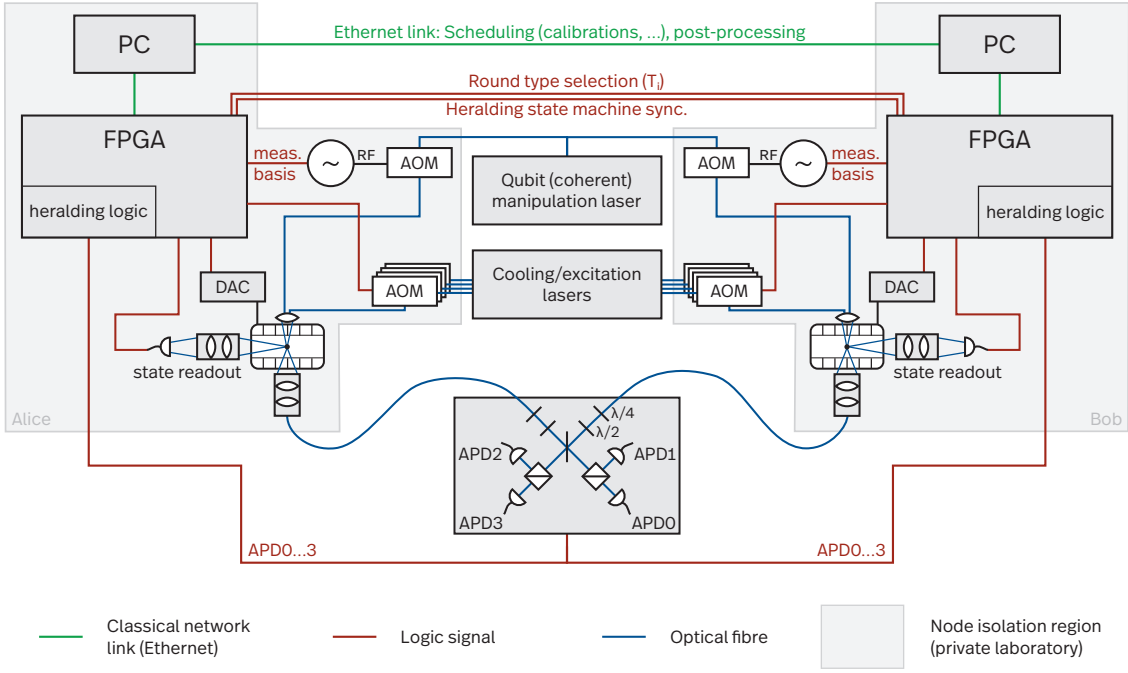 PC
Ethernet link: Scheduling (calibrations, ...), post-processing
PC
Round type selection (Tᵢ)
Heralding state machine sync.
FPGA
heralding logic
meas.
basis
~
RF
AOM
Qubit (coherent)
manipulation laser
AOM
RF
~
meas.
basis
FPGA
heralding logic
DAC
AOM
Cooling/excitation
lasers
AOM
DAC
state readout
state readout
Alice
Bob
λ/4
λ/2
APD2
APD1
APD3
APD0
APD0...3
APD0...3
Classical network
link (Ethernet)
Logic signal
Optical fibre
Node isolation region
(private laboratory)